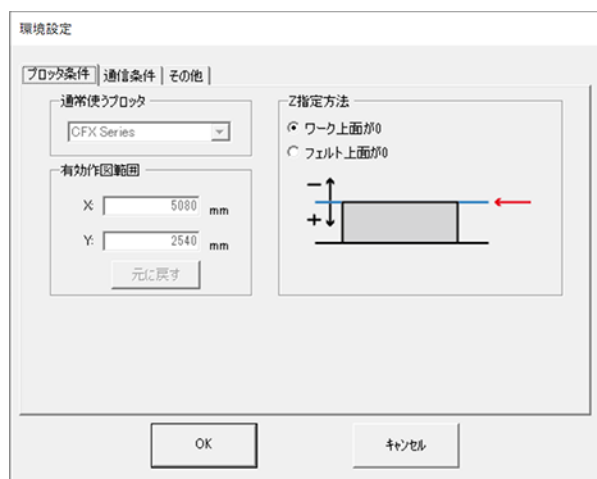 環境設定
プロッタ条件 通信条件 その他
通常使うプロッタ
CFX Series
有効作図範囲
X: 5080 mm
Y: 2540 mm
元に戻す
Z指定方法
ワーク上面が0
フェルト上面が0
−
+
OK キャンセル